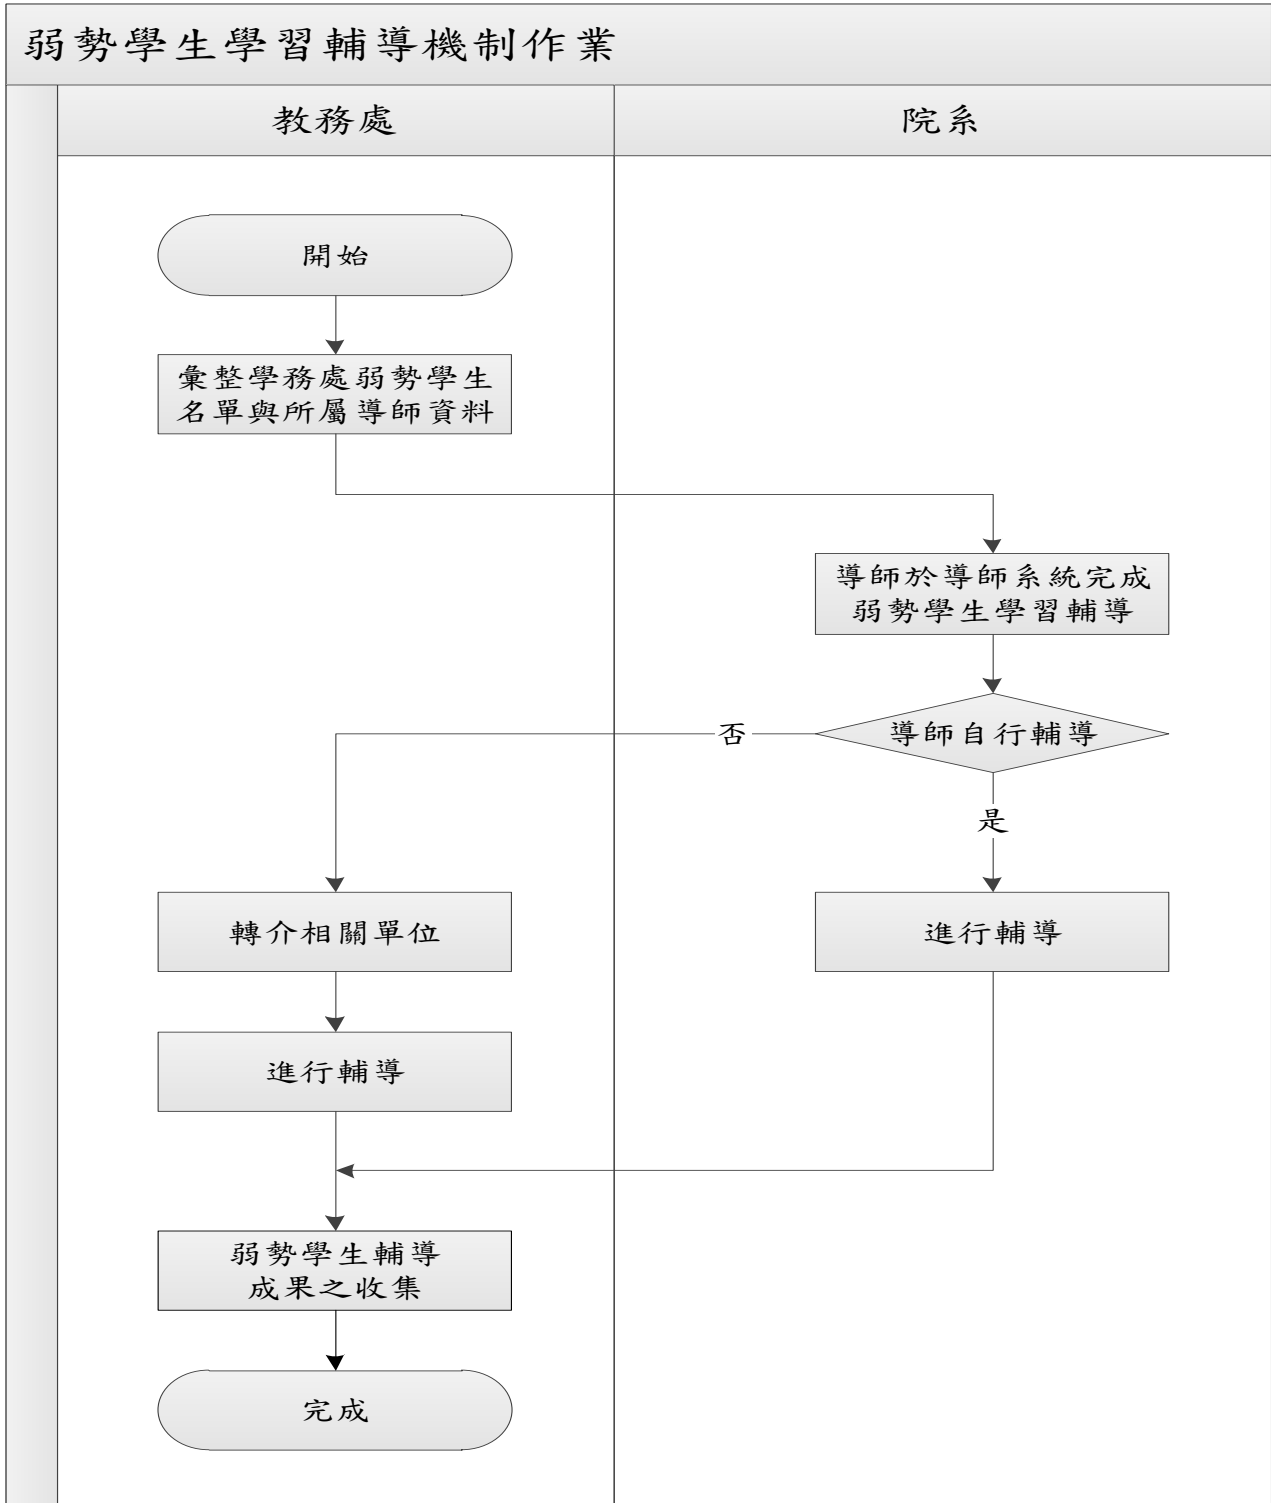 弱勢學生學習輔導機制作業
教務處
院系
開始
彙整學務處弱勢學生
名單與所屬導師資料
導師於導師系統完成
弱勢學生學習輔導
導師自行輔導
否
是
轉介相關單位
進行輔導
進行輔導
弱勢學生輔導
成果之收集
完成